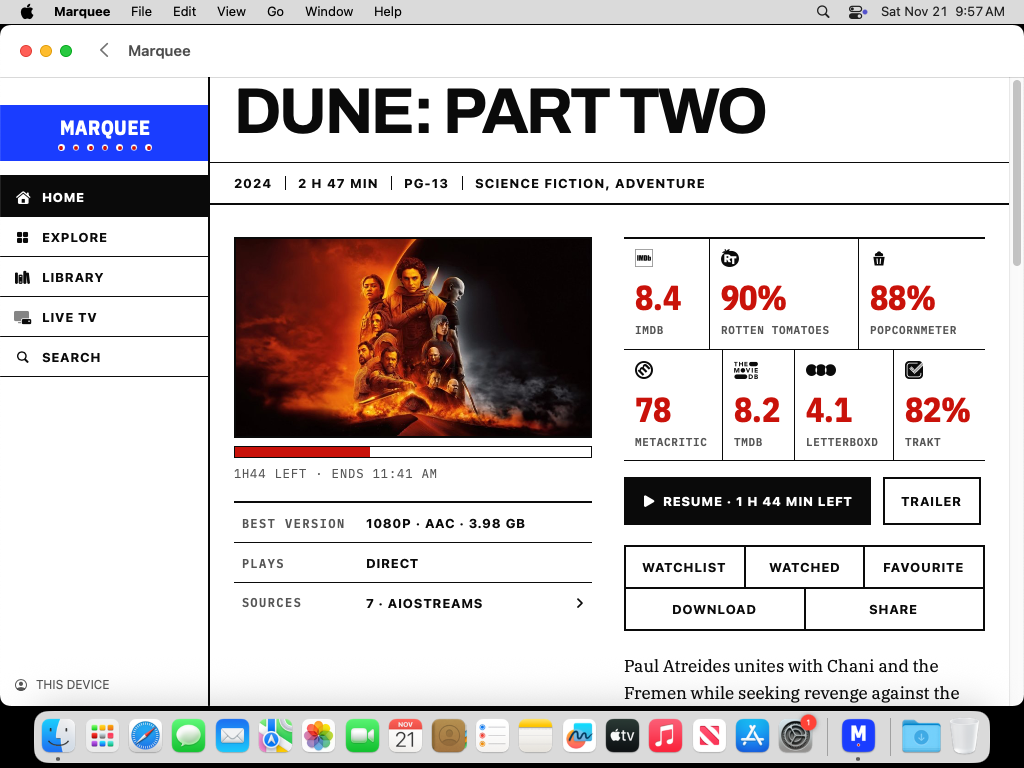 Marquee File Edit View Go Window Help Sat Nov 21 9:57 AM
Marquee
MARQUEE
HOME
EXPLORE
LIBRARY
LIVE TV
SEARCH
THIS DEVICE
DUNE: PART TWO
2024 2 H 47 MIN PG-13 SCIENCE FICTION, ADVENTURE
1H44 LEFT · ENDS 11:41 AM
BEST VERSION 1080P · AAC · 3.98 GB
PLAYS DIRECT
SOURCES 7 · AIOSTREAMS
IMDb RT
8.4 90% 88%
IMDB ROTTEN TOMATOES POPCORNMETER
THE MOVIE DB
78 8.2 4.1 82%
METACRITIC TMDB LETTERBOXD TRAKT
RESUME · 1 H 44 MIN LEFT TRAILER
WATCHLIST WATCHED FAVOURITE
DOWNLOAD SHARE
Paul Atreides unites with Chani and the
Fremen while seeking revenge against the
NOV
21
tv
1
M